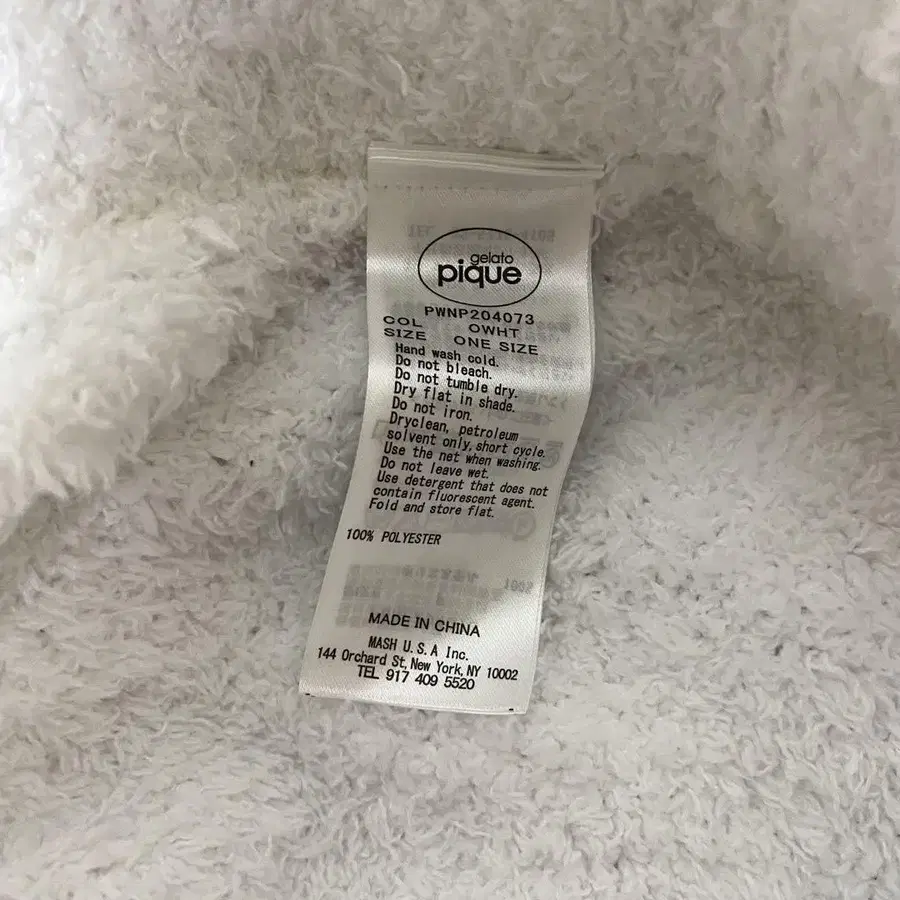 gelato
pique
PWNP204073
COL OWHT
SIZE ONE SIZE
Hand wash cold.
Do not bleach.
Do not tumble dry.
Dry flat in shade.
Do not iron.
Dryclean, petroleum
solvent only, short cycle.
Use the net when washing.
Do not leave wet.
Use detergent that does not
contain fluorescent agent.
Fold and store flat.
100% POLYESTER
MADE IN CHINA
MASH U.S.A Inc.
144 Orchard St, New York, NY 10002
TEL 917 409 5520